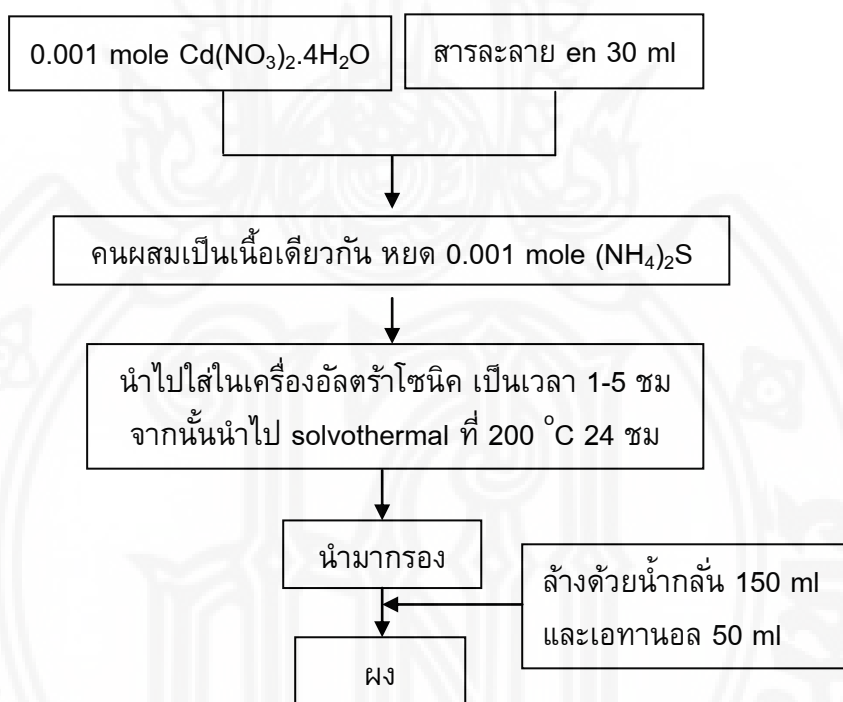 0.001 mole Cd(NO₃)₂.4H₂O
สารละลาย en 30 ml
คนผสมเป็นเนื้อเดียวกัน หยด 0.001 mole (NH₄)₂S
นำไปใส่ในเครื่องอัลตร้าโซนิค เป็นเวลา 1-5 ชม
จากนั้นนำไป solvothermal ที่ 200 °C 24 ชม
นำมากรอง
ล้างด้วยน้ำกลั่น 150 ml
และเอทานอล 50 ml
ผง